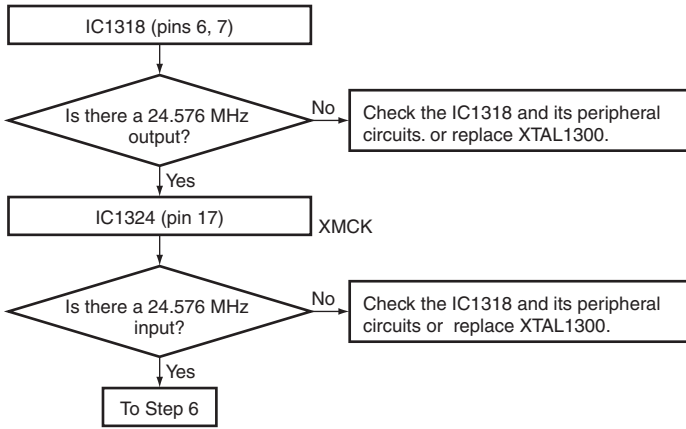 IC1318 (pins 6, 7)
Is there a 24.576 MHz
output?
No
Check the IC1318 and its peripheral
circuits. or replace XTAL1300.
Yes
IC1324 (pin 17)
XMCK
Is there a 24.576 MHz
input?
No
Check the IC1318 and its peripheral
circuits or replace XTAL1300.
Yes
To Step 6